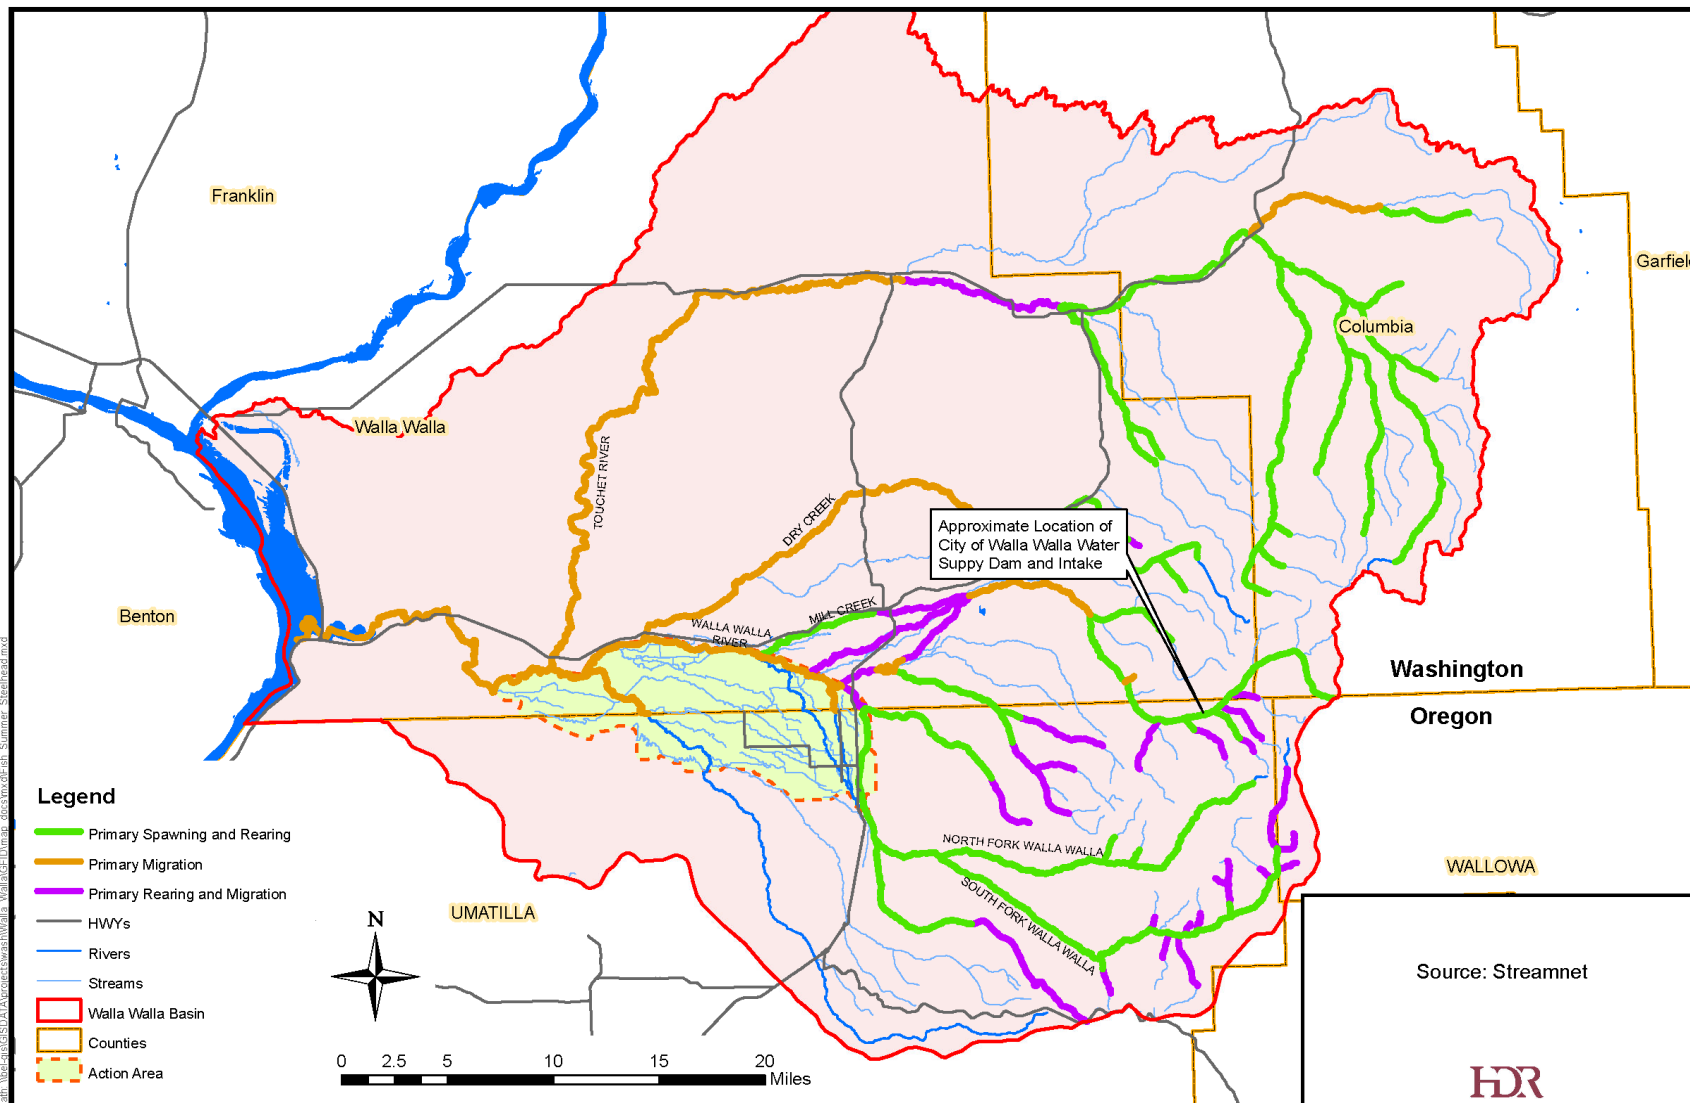 Franklin
Garfiel
Columbia
Walla Walla
TOUCHET RIVER
DRY CREEK
Approximate Location of
City of Walla Walla Water
Suppy Dam and Intake
Benton
MILL CREEK
WALLA WALLA
RIVER
Washington
Oregon
Legend
Primary Spawning and Rearing
Primary Migration
Primary Rearing and Migration
HWYs
Rivers
Streams
Walla Walla Basin
Counties
Action Area
NORTH FORK WALLA WALLA
SOUTH FORK WALLA WALLA
WALLOWA
UMATILLA
N
0 2.5 5 10 15 20
Miles
Source: Streamnet
HDR